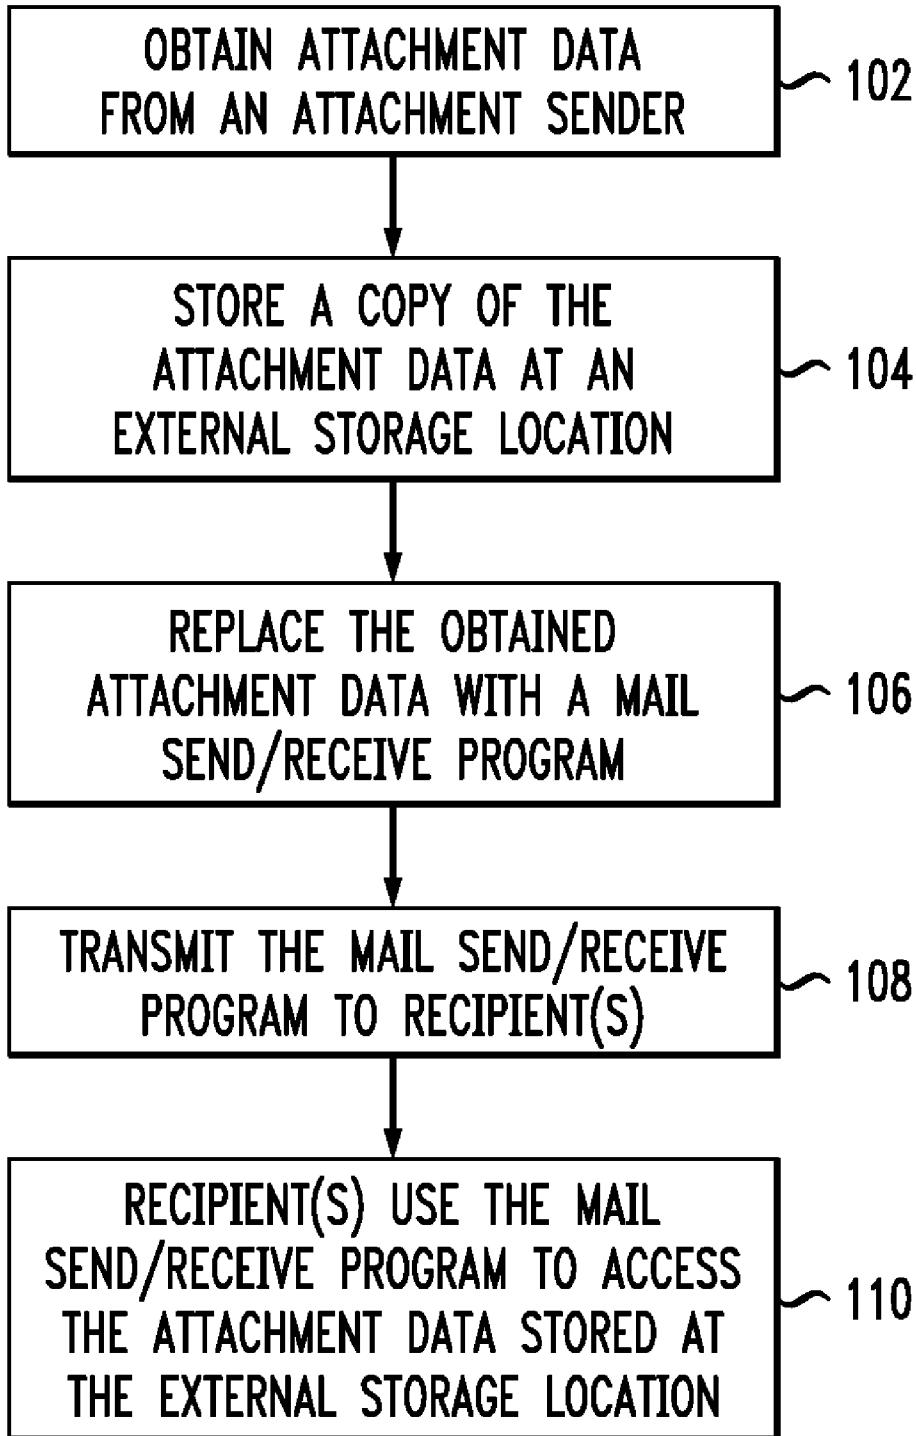 OBTAIN ATTACHMENT DATA
FROM AN ATTACHMENT SENDER
102
STORE A COPY OF THE
ATTACHMENT DATA AT AN
EXTERNAL STORAGE LOCATION
104
REPLACE THE OBTAINED
ATTACHMENT DATA WITH A MAIL
SEND/RECEIVE PROGRAM
106
TRANSMIT THE MAIL SEND/RECEIVE
PROGRAM TO RECIPIENT(S)
108
RECIPIENT(S) USE THE MAIL
SEND/RECEIVE PROGRAM TO ACCESS
THE ATTACHMENT DATA STORED AT
THE EXTERNAL STORAGE LOCATION
110